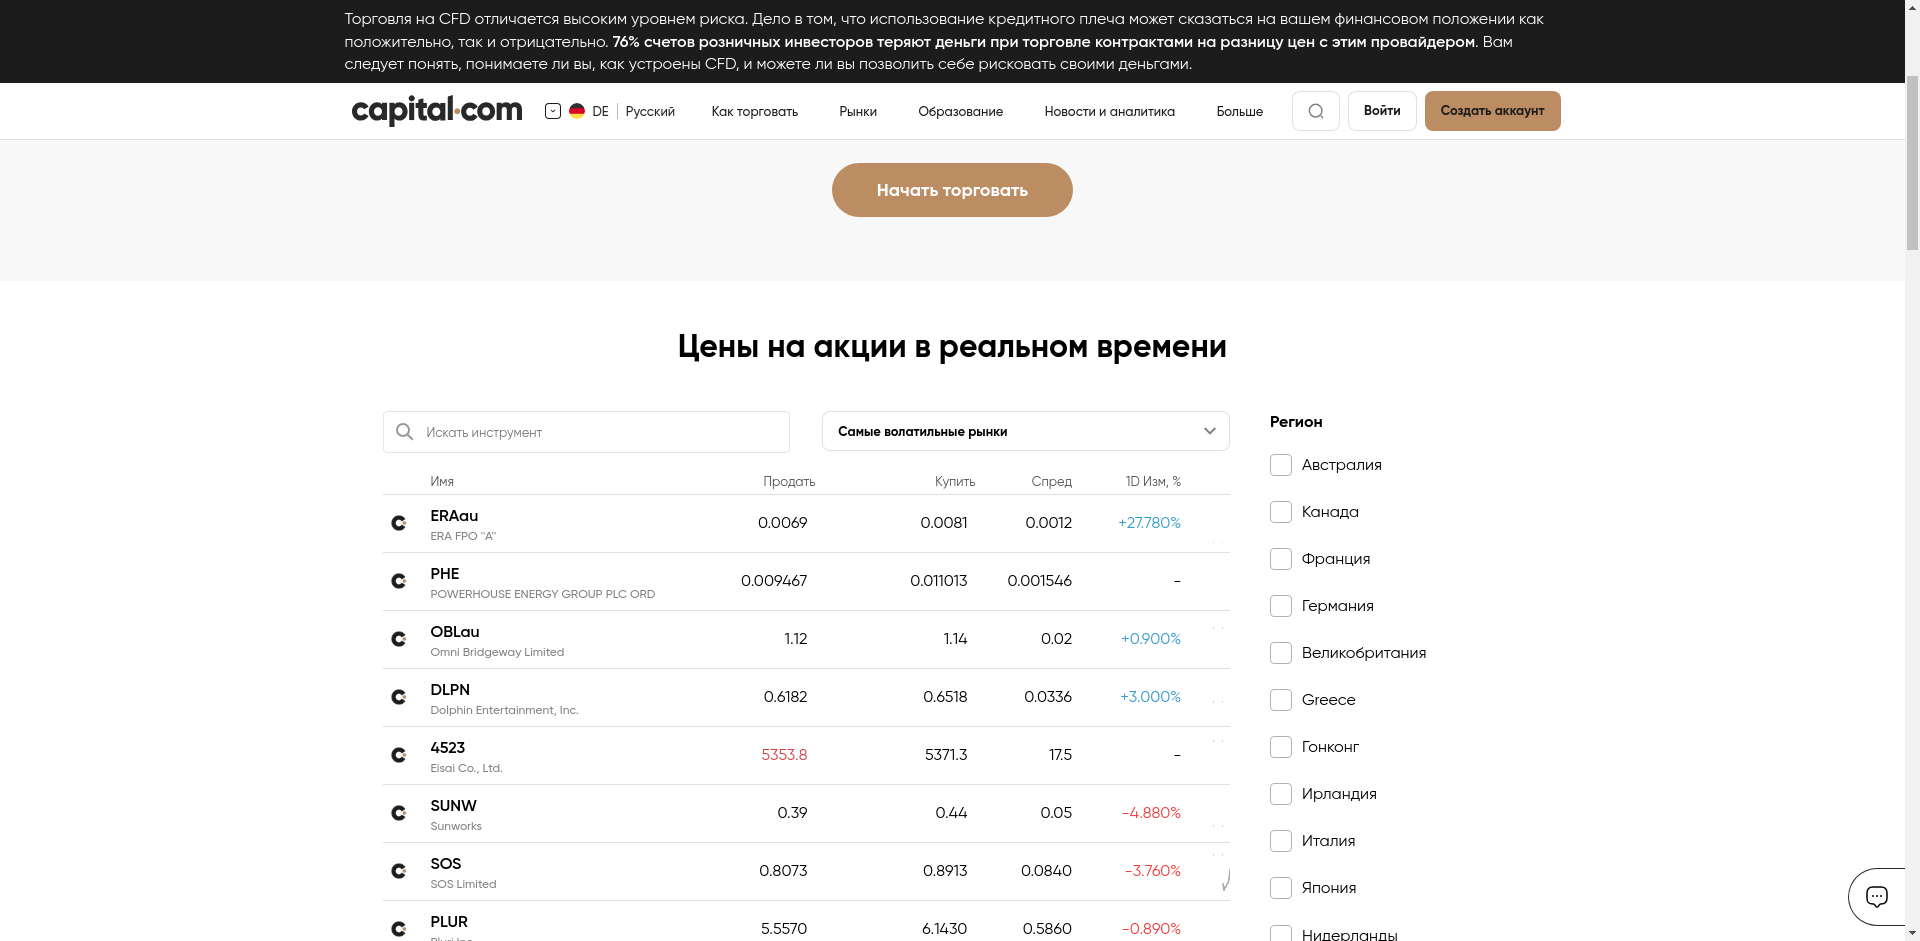 Торговля на CFD отличается высоким уровнем риска. Дело в том, что использование кредитного плеча может сказаться на вашем финансовом положении как
положительно, так и отрицательно. 76% счетов розничных инвесторов теряют деньги при торговле контрактами на разницу цен с этим провайдером. Вам
следует понять, понимаете ли вы, как устроены CFD, и можете ли вы позволить себе рисковать своими деньгами.
capital.com DE Русский Как торговать Рынки Образование Новости и аналитика Больше Войти Создать аккаунт
Начать торговать
Цены на акции в реальном времени
Искать инструмент
Самые волатильные рынки
Имя Продать Купить Спред 1D Изм, %
ERAau 0.0069 0.0081 0.0012 +27.780%
ERA FPO "A"
PHE 0.009467 0.011013 0.001546 -
POWERHOUSE ENERGY GROUP PLC ORD
OBLau 1.12 1.14 0.02 +0.900%
Omni Bridgeway Limited
DLPN 0.6182 0.6518 0.0336 +3.000%
Dolphin Entertainment, Inc.
4523 5353.8 5371.3 17.5 -
Eisai Co., Ltd.
SUNW 0.39 0.44 0.05 -4.880%
Sunworks
SOS 0.8073 0.8913 0.0840 -3.760%
SOS Limited
PLUR 5.5570 6.1430 0.5860 -0.890%
Регион
Австралия
Канада
Франция
Германия
Великобритания
Greece
Гонконг
Ирландия
Италия
Япония
Нидерланды